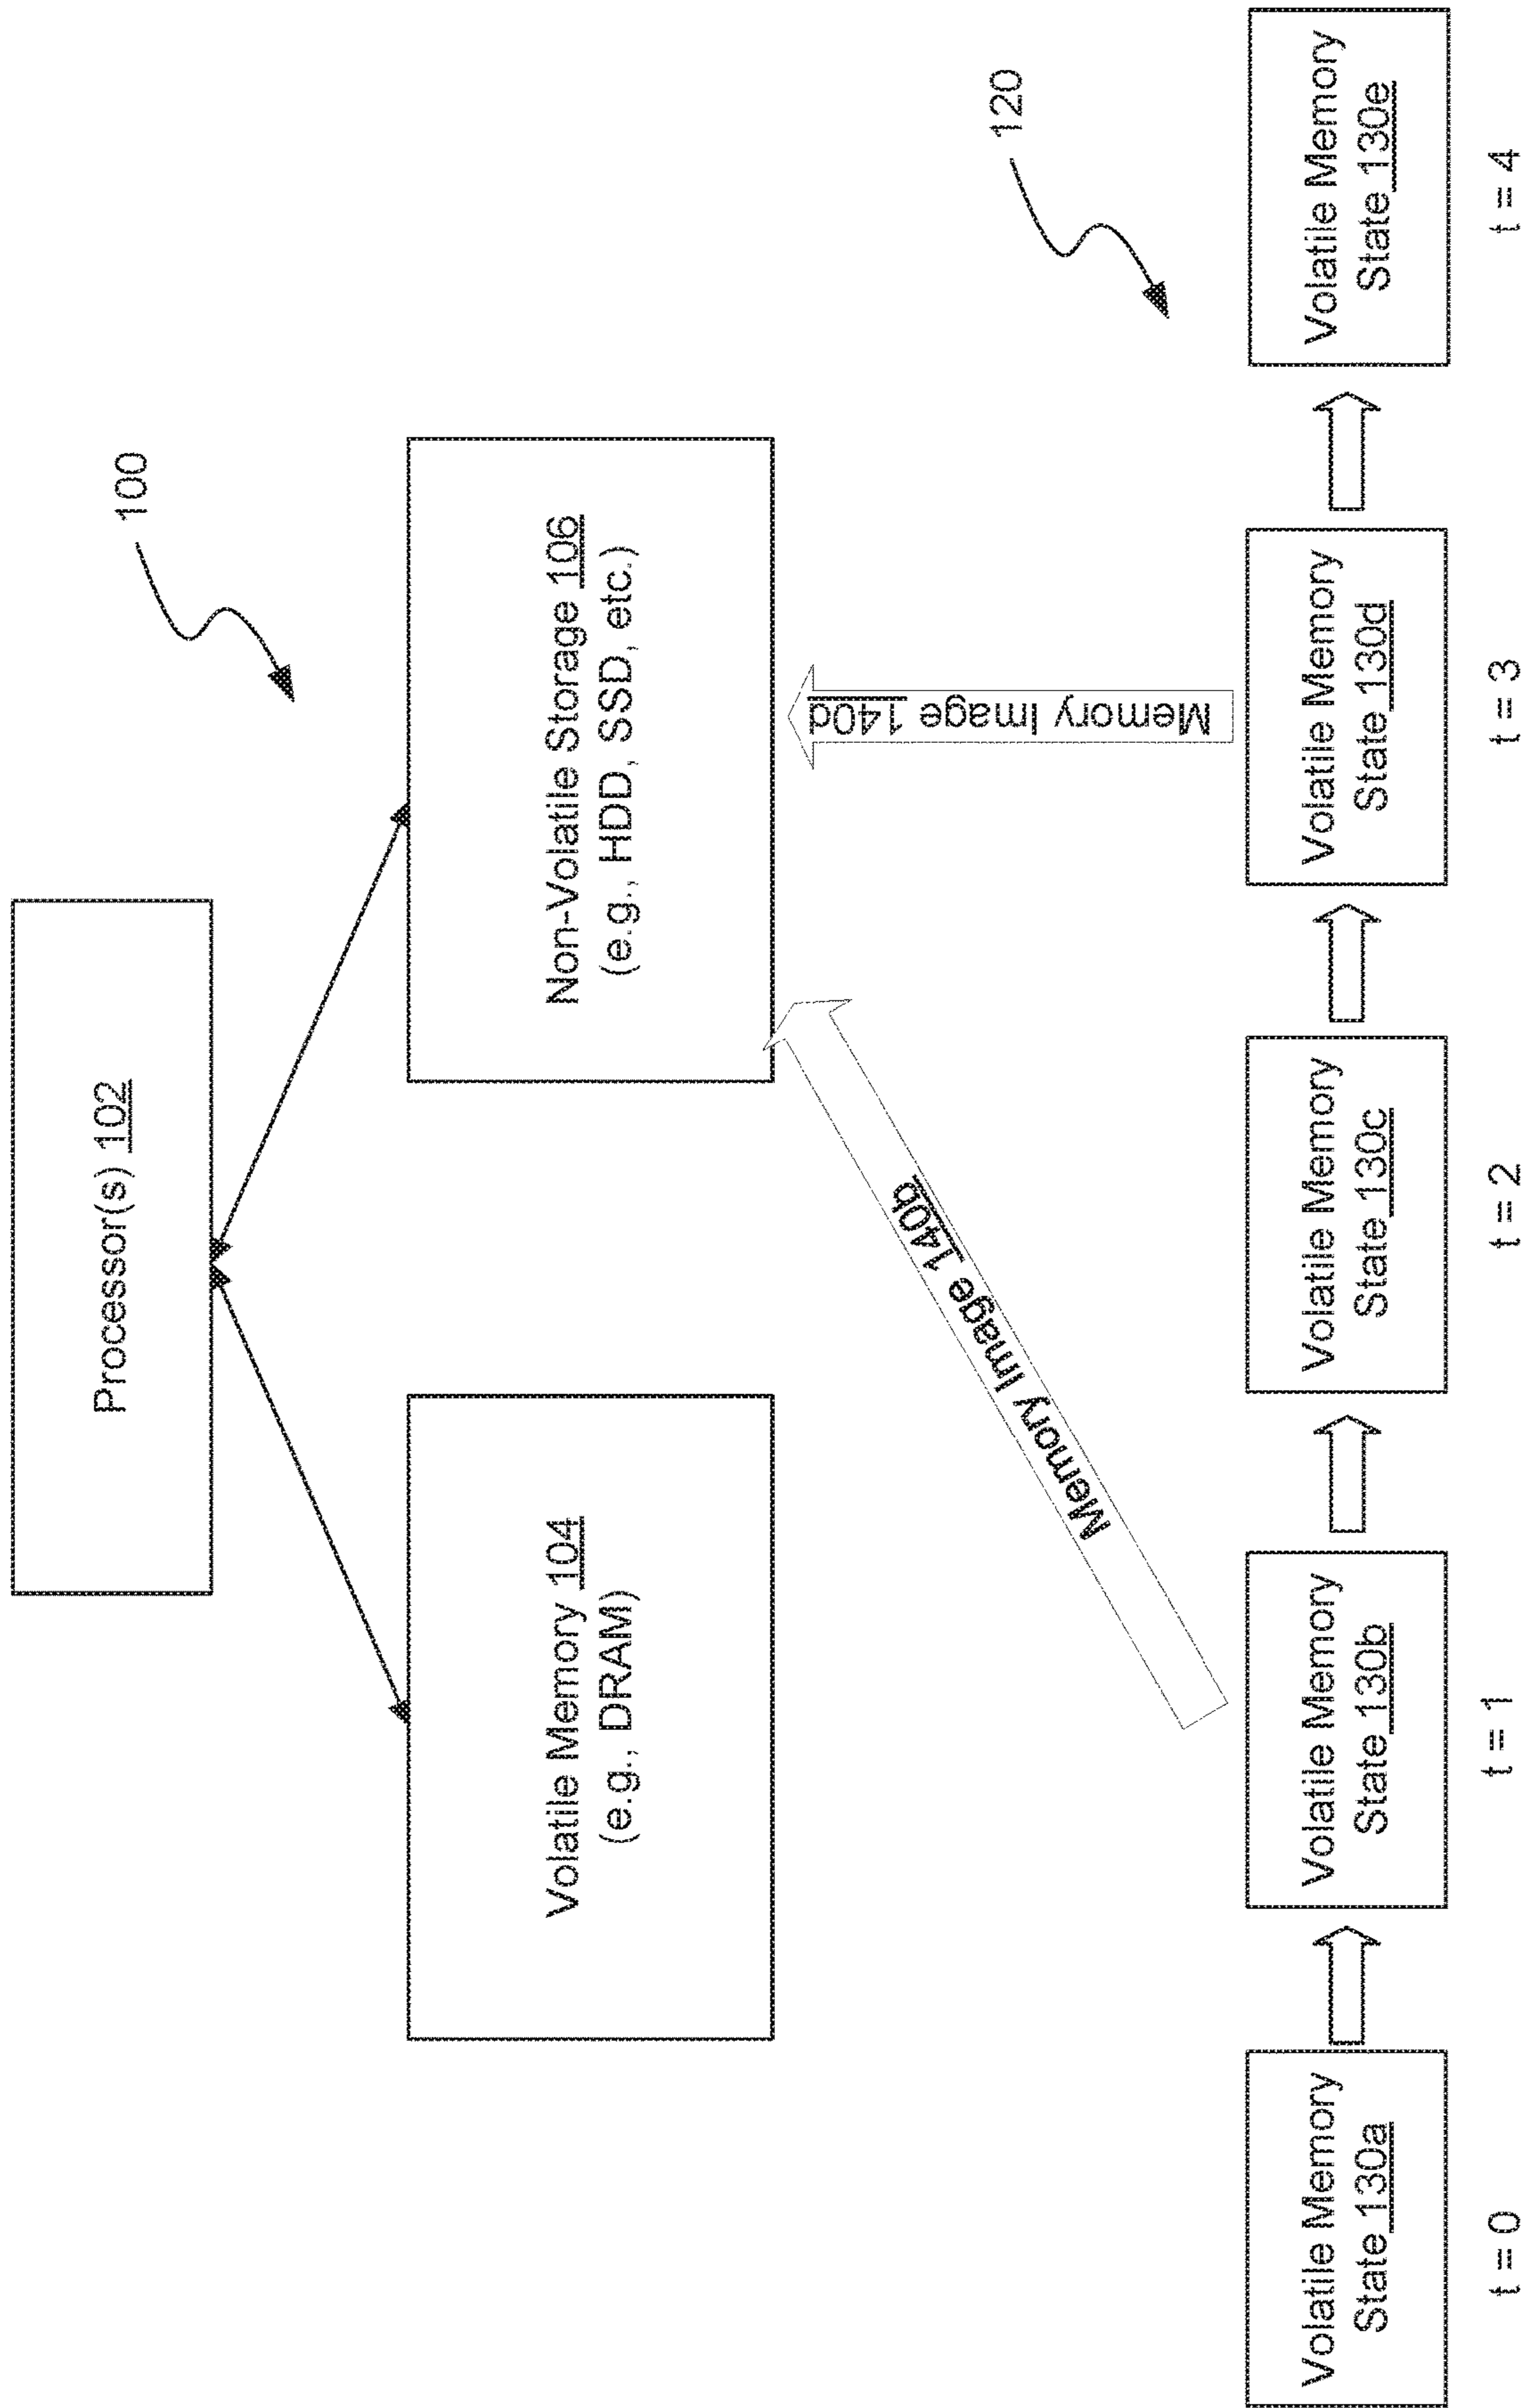 100
Processor(s) 102
Volatile Memory 104
(e.g., DRAM)
Non-Volatile Storage 106
(e.g., HDD, SSD, etc.)
120
Memory Image 140b
Memory Image 140d
Volatile Memory
State 130a
t = 0
Volatile Memory
State 130b
t = 1
Volatile Memory
State 130c
t = 2
Volatile Memory
State 130d
t = 3
Volatile Memory
State 130e
t = 4